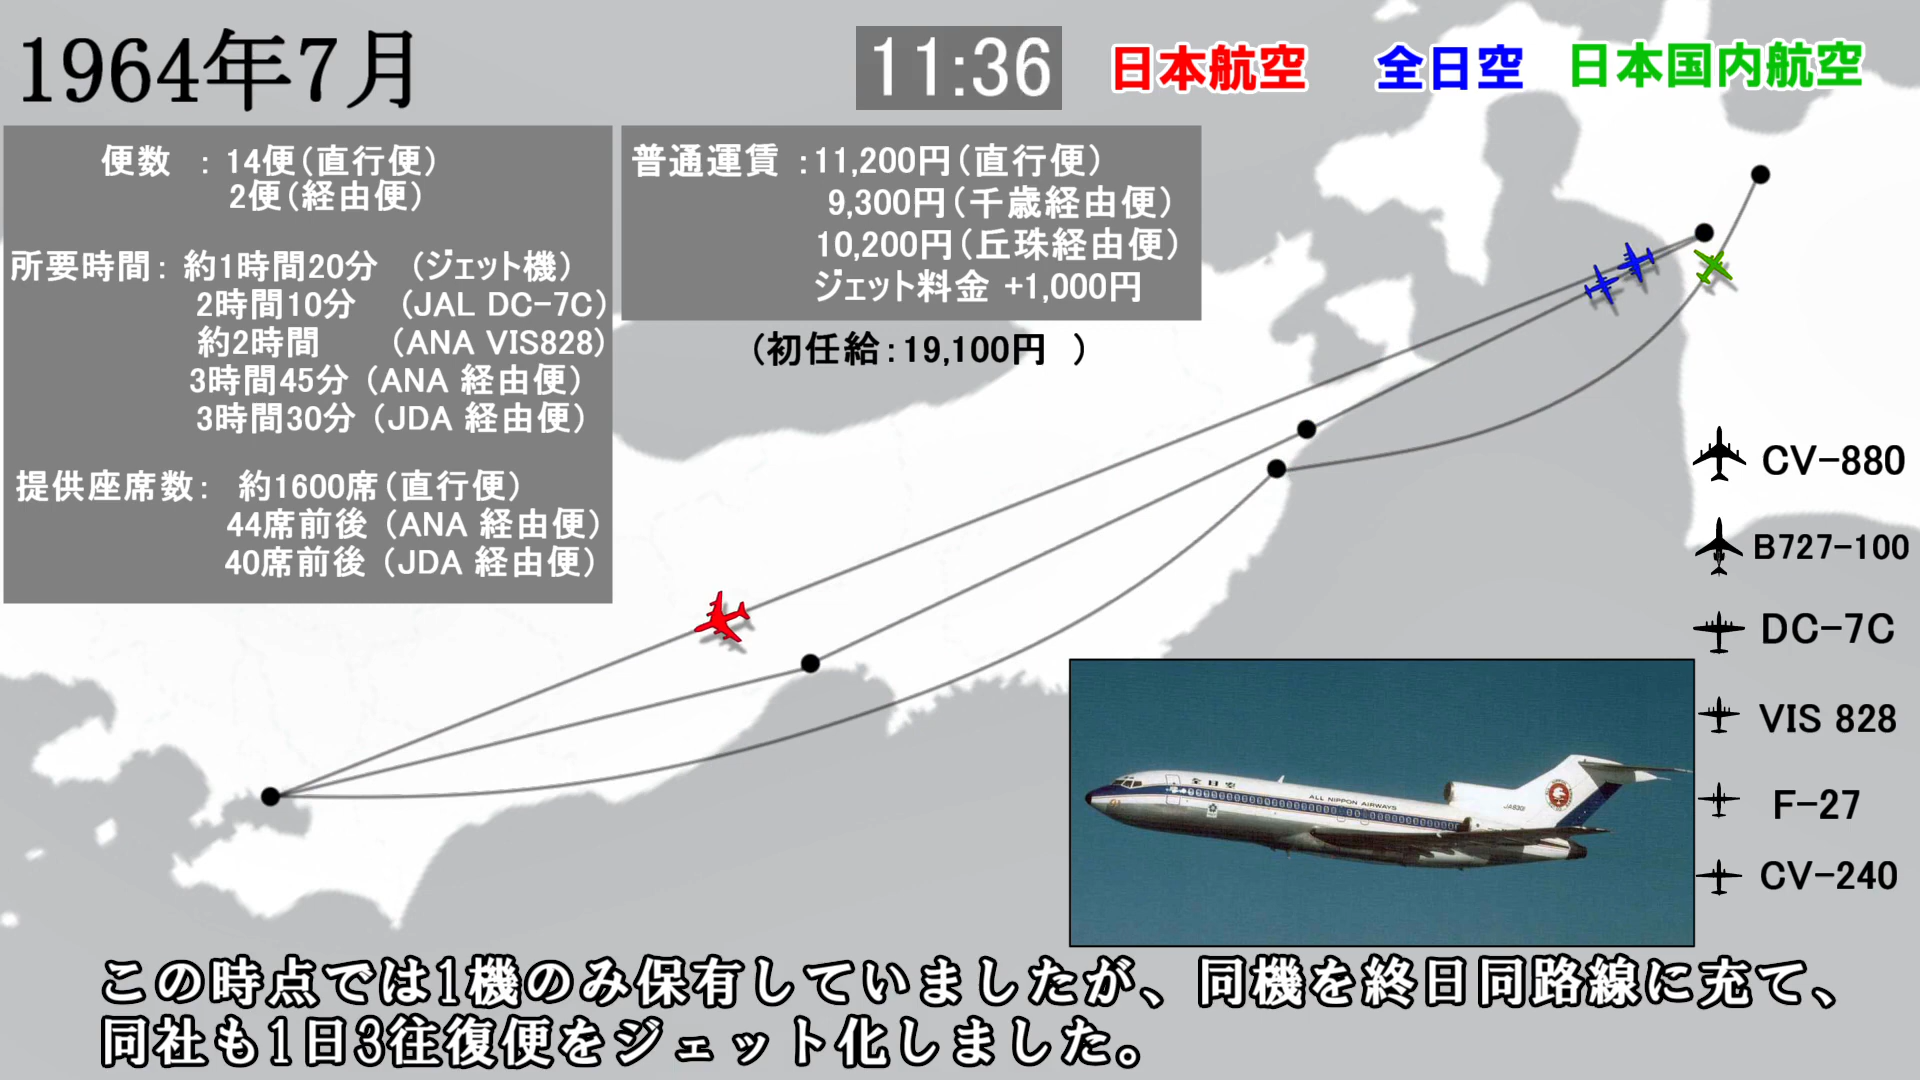 1964年7月
11:36
日本航空
全日空
日本国内航空
便数 : 14便(直行便)
2便(経由便)
所要時間: 約1時間20分 (ジェット機)
2時間10分 (JAL DC-7C)
約2時間 (ANA VIS828)
3時間45分 (ANA 経由便)
3時間30分 (JDA 経由便)
提供座席数: 約1600席(直行便)
44席前後 (ANA 経由便)
40席前後 (JDA 経由便)
普通運賃 :11,200円(直行便)
9,300円(千歳経由便)
10,200円(丘珠経由便)
ジェット料金 +1,000円
(初任給:19,100円 )
CV-880
B727-100
DC-7C
VIS 828
F-27
CV-240
全日空
ALL NIPPON AIRWAYS
JA8301
この時点では1機のみ保有していましたが、同機を終日同路線に充て、
同社も1日3往復便をジェット化しました。